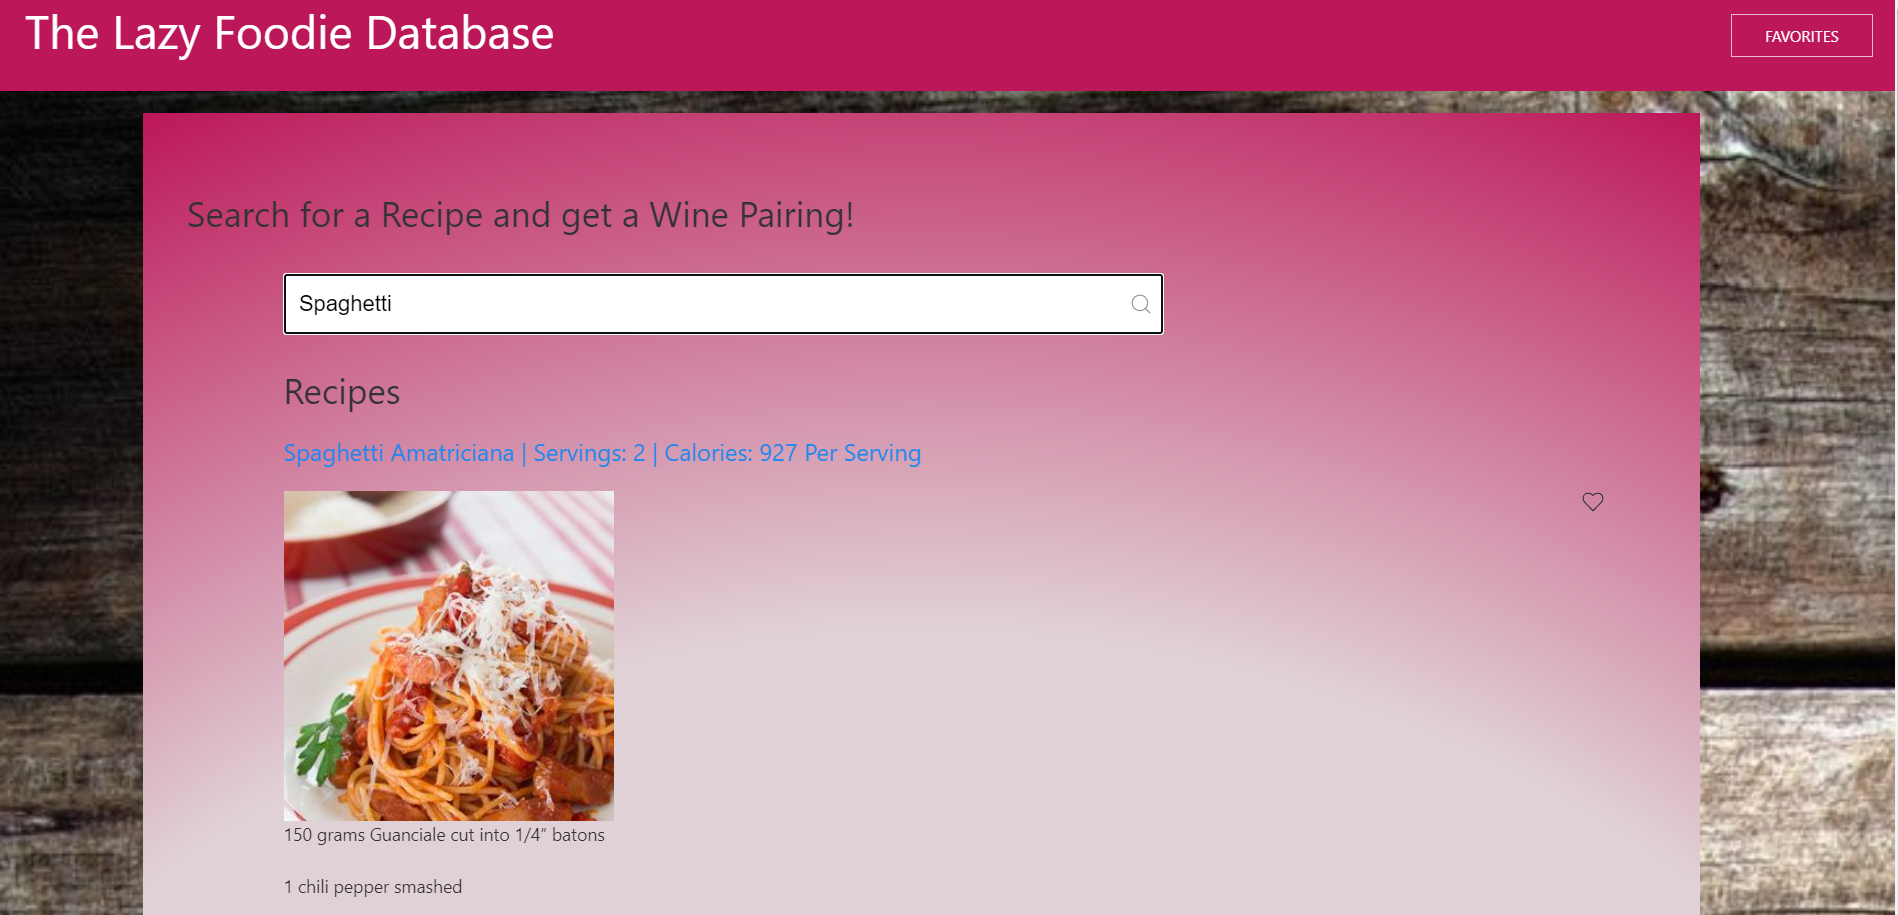 The Lazy Foodie Database
FAVORITES
Search for a Recipe and get a Wine Pairing!
Spaghetti
Recipes
Spaghetti Amatriciana | Servings: 2 | Calories: 927 Per Serving
150 grams Guanciale cut into 1/4” batons
1 chili pepper smashed